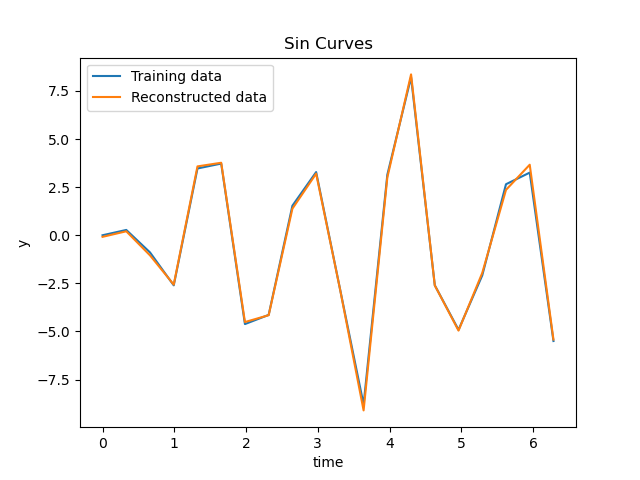 Sin Curves
Training data
Reconstructed data
7.5
5.0
2.5
0.0
−2.5
−5.0
−7.5
y
0 1 2 3 4 5 6
time